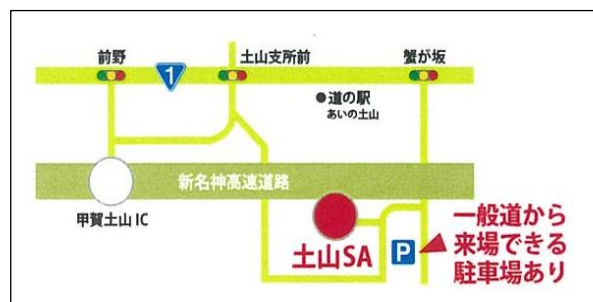 前野
土山支所前
蟹が坂
1
●道の駅
あいの土山
新名神高速道路
甲賀土山IC
土山SA
P
一般道から
来場できる
駐車場あり